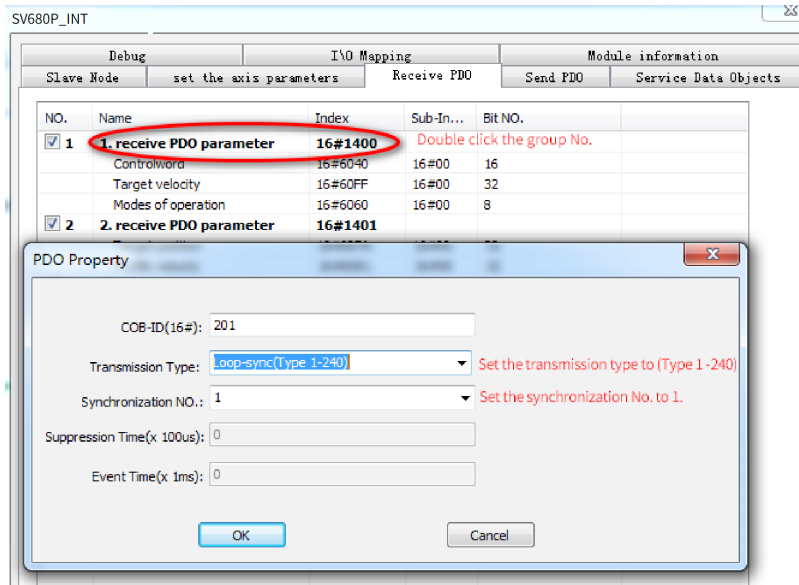 SV680P_INT
Debug I\O Mapping Module information
Slave Node set the axis parameters Receive PDO Send PDO Service Data Objects
NO. Name Index Sub-In... Bit NO.
1 1. receive PDO parameter 16#1400 Double click the group No.
Controlword 16#6040 16#00 16
Target velocity 16#60FF 16#00 32
Modes of operation 16#6060 16#00 8
2 2. receive PDO parameter 16#1401
PDO Property
COB-ID(16#): 201
Transmission Type: Loop-sync(Type 1-240) Set the transmission type to (Type 1-240)
Synchronization NO.: 1 Set the synchronization No. to 1.
Suppression Time(x 100us): 0
Event Time(x 1ms): 0
OK Cancel